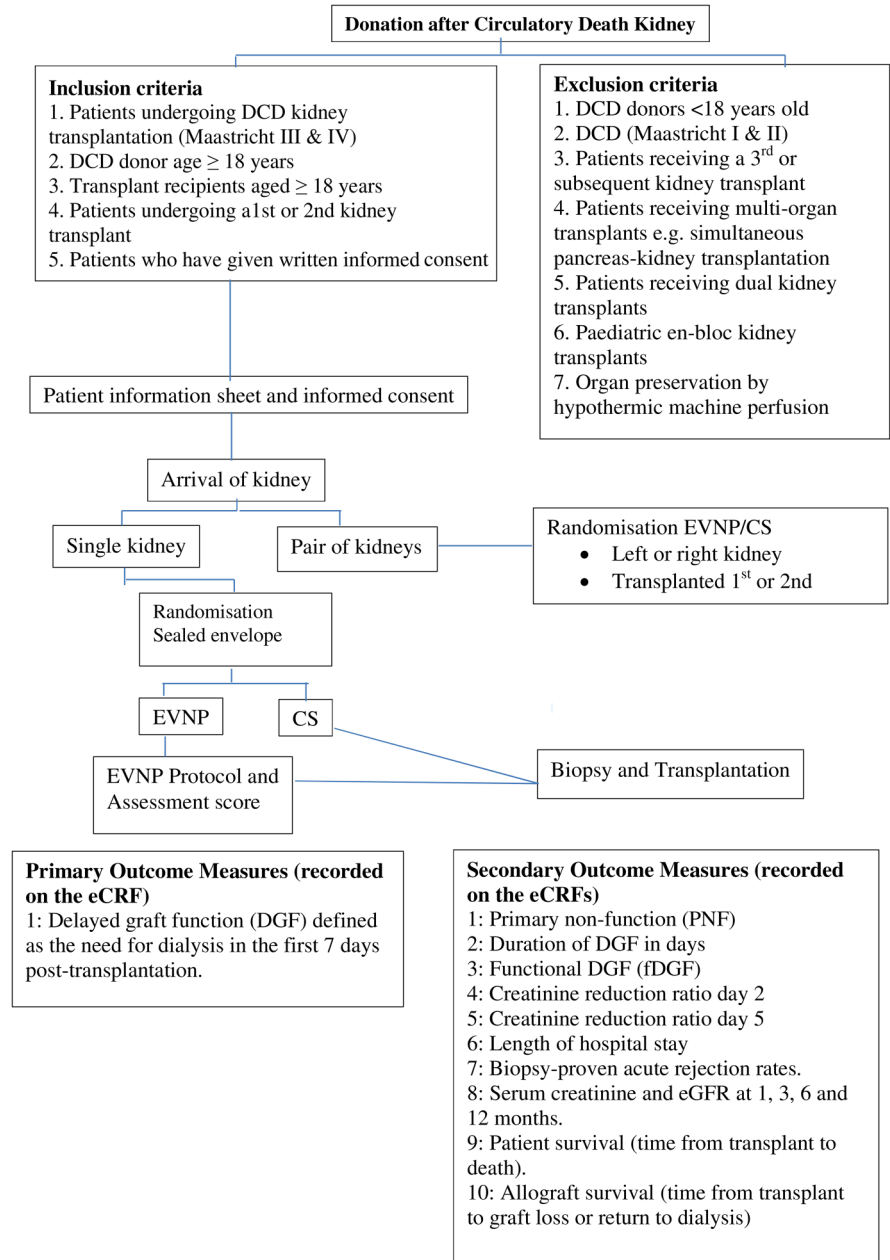 Donation after Circulatory Death Kidney
Inclusion criteria
1. Patients undergoing DCD kidney
transplantation (Maastricht III & IV)
2. DCD donor age ≥ 18 years
3. Transplant recipients aged ≥ 18 years
4. Patients undergoing a1st or 2nd kidney
transplant
5. Patients who have given written informed consent
Exclusion criteria
1. DCD donors <18 years old
2. DCD (Maastricht I & II)
3. Patients receiving a 3rd or
subsequent kidney transplant
4. Patients receiving multi-organ
transplants e.g. simultaneous
pancreas-kidney transplantation
5. Patients receiving dual kidney
transplants
6. Paediatric en-bloc kidney
transplants
7. Organ preservation by
hypothermic machine perfusion
Patient information sheet and informed consent
Arrival of kidney
Single kidney
Pair of kidneys
Randomisation EVNP/CS
• Left or right kidney
• Transplanted 1st or 2nd
Randomisation
Sealed envelope
EVNP
CS
EVNP Protocol and
Assessment score
Biopsy and Transplantation
Primary Outcome Measures (recorded
on the eCRF)
1: Delayed graft function (DGF) defined
as the need for dialysis in the first 7 days
post-transplantation.
Secondary Outcome Measures (recorded
on the eCRFs)
1: Primary non-function (PNF)
2: Duration of DGF in days
3: Functional DGF (fDGF)
4: Creatinine reduction ratio day 2
5: Creatinine reduction ratio day 5
6: Length of hospital stay
7: Biopsy-proven acute rejection rates.
8: Serum creatinine and eGFR at 1, 3, 6 and
12 months.
9: Patient survival (time from transplant to
death).
10: Allograft survival (time from transplant
to graft loss or return to dialysis)